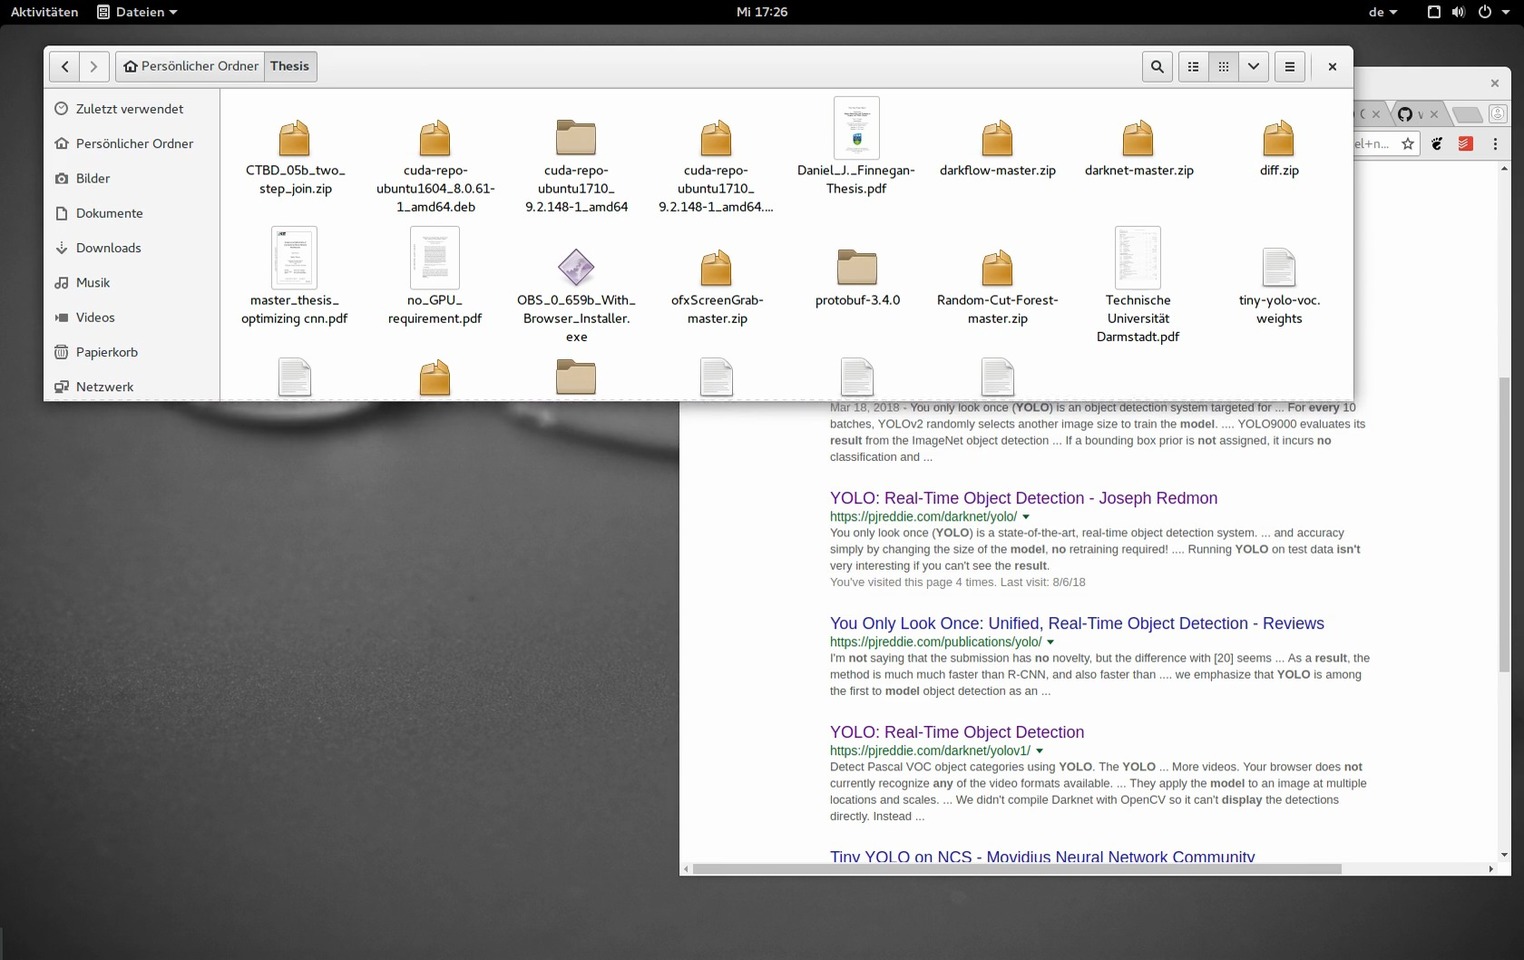 Aktivitäten
Dateien
Mi 17:26
de
Persönlicher Ordner
Thesis
Zuletzt verwendet
Persönlicher Ordner
Bilder
Dokumente
Downloads
Musik
Videos
Papierkorb
Netzwerk
CTBD_05b_two_
step_join.zip
cuda-repo-
ubuntu1604_8.0.61-
1_amd64.deb
cuda-repo-
ubuntu1710_
9.2.148-1_amd64
cuda-repo-
ubuntu1710_
9.2.148-1_amd64....
Daniel_J._Finnegan-
Thesis.pdf
darkflow-master.zip
darknet-master.zip
diff.zip
master_thesis_
optimizing cnn.pdf
no_GPU_
requirement.pdf
OBS_0_659b_With_
Browser_Installer.
exe
ofxScreenGrab-
master.zip
protobuf-3.4.0
Random-Cut-Forest-
master.zip
Technische
Universität
Darmstadt.pdf
tiny-yolo-voc.
weights
el+n...
Mar 18, 2018 - You only look once (YOLO) is an object detection system targeted for ... For every 10
batches, YOLOv2 randomly selects another image size to train the model. .... YOLO9000 evaluates its
result from the ImageNet object detection ... If a bounding box prior is not assigned, it incurs no
classification and ...
YOLO: Real-Time Object Detection - Joseph Redmon
https://pjreddie.com/darknet/yolo/
You only look once (YOLO) is a state-of-the-art, real-time object detection system. ... and accuracy
simply by changing the size of the model, no retraining required! .... Running YOLO on test data isn't
very interesting if you can't see the result.
You've visited this page 4 times. Last visit: 8/6/18
You Only Look Once: Unified, Real-Time Object Detection - Reviews
https://pjreddie.com/publications/yolo/
I'm not saying that the submission has no novelty, but the difference with [20] seems ... As a result, the
method is much much faster than R-CNN, and also faster than .... we emphasize that YOLO is among
the first to model object detection as an ...
YOLO: Real-Time Object Detection
https://pjreddie.com/darknet/yolov1/
Detect Pascal VOC object categories using YOLO. The YOLO ... More videos. Your browser does not
currently recognize any of the video formats available. ... They apply the model to an image at multiple
locations and scales. ... We didn't compile Darknet with OpenCV so it can't display the detections
directly. Instead ...
Tiny YOLO on NCS - Movidius Neural Network Community